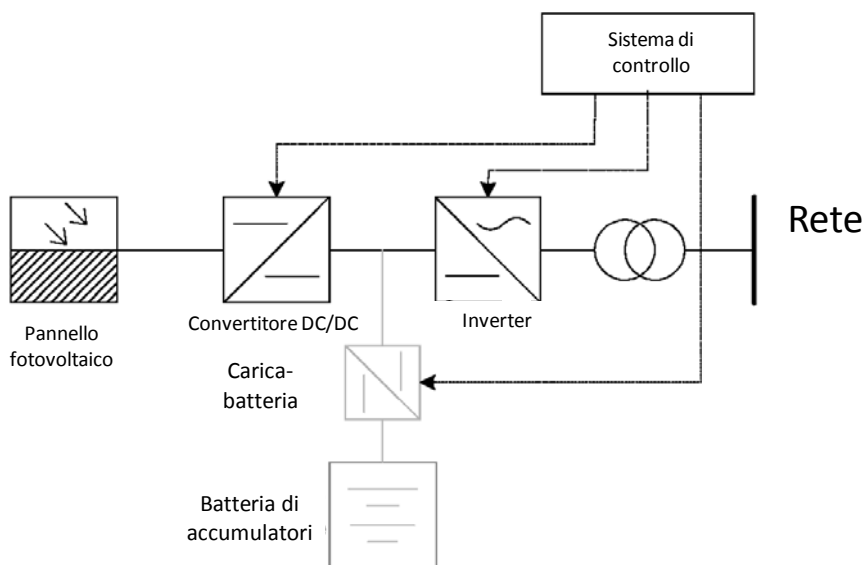 Sistema di
controllo
Rete
Pannello
fotovoltaico
Convertitore DC/DC
Inverter
Carica-
batteria
Batteria di
accumulatori